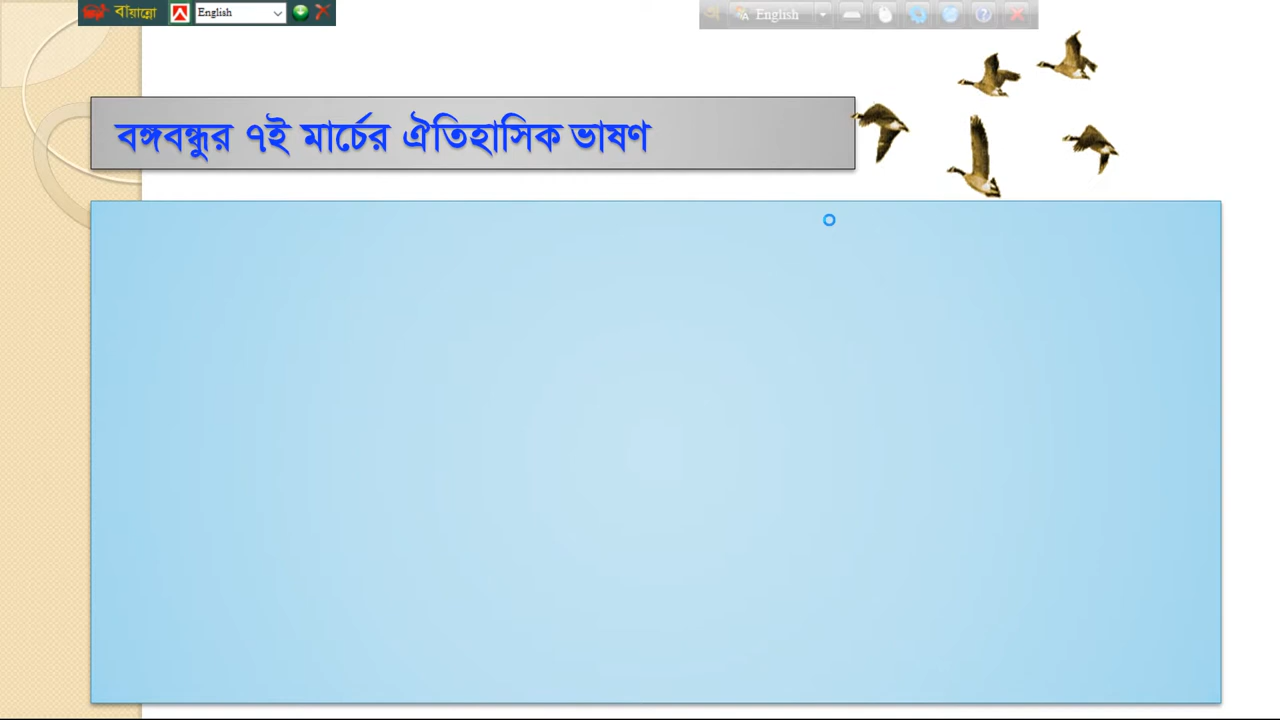 বায়ান্নো English
English
বঙ্গবন্ধুর ৭ই মার্চের ঐতিহাসিক ভাষণ